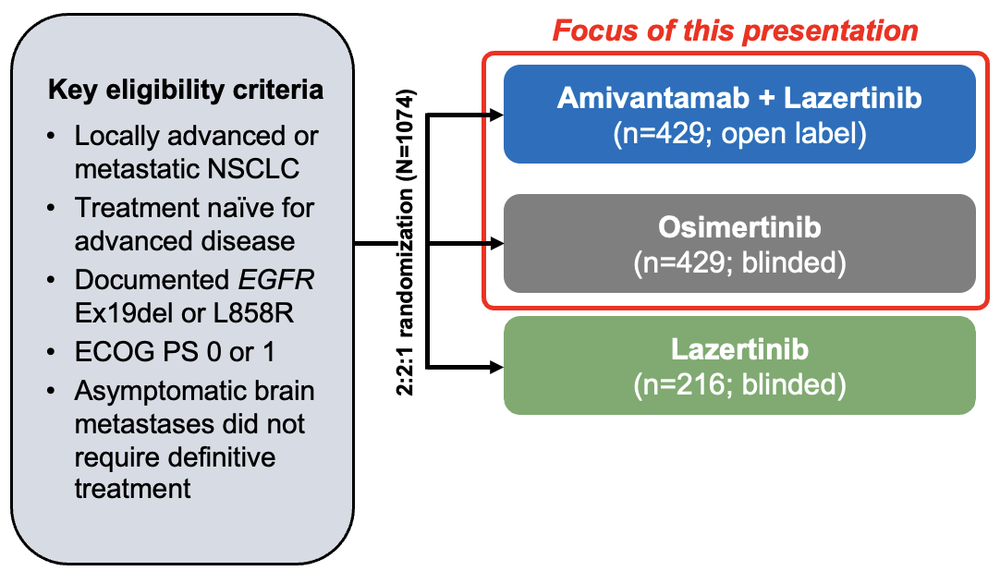 Key eligibility criteria
• Locally advanced or
metastatic NSCLC
• Treatment naïve for
advanced disease
• Documented EGFR
Ex19del or L858R
• ECOG PS 0 or 1
• Asymptomatic brain
metastases did not
require definitive
treatment
2:2:1 randomization (N=1074)
Focus of this presentation
Amivantamab + Lazertinib
(n=429; open label)
Osimertinib
(n=429; blinded)
Lazertinib
(n=216; blinded)